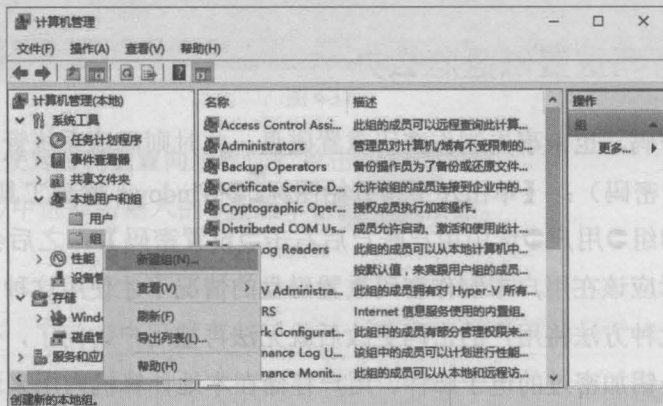 计算机管理
文件(F) 操作(A) 查看(V) 帮助(H)
计算机管理(本地)
系统工具
任务计划程序
事件查看器
共享文件夹
本地用户和组
用户
组
性能
设备管
存储
Windo
磁盘管
服务和应用
新建组(N)...
查看(V)
刷新(F)
导出列表(L)...
帮助(H)
名称 描述
Access Control Assi... 此组的成员可以远程查询此计算...
Administrators 管理员对计算机/域有不受限制的...
Backup Operators 备份操作员为了备份或还原文件...
Certificate Service D... 允许该组的成员连接到企业中的...
Cryptographic Oper... 授权成员执行加密操作。
Distributed COM Us... 成员允许启动、激活和使用此计...
og Readers 此组的成员可以从本地计算机中...
按默认值，来宾跟用户组的成员...
V Administra... 此组的成员拥有对 Hyper-V 所有...
RS Internet 信息服务使用的内置组。
k Configurat... 此组中的成员有部分管理权限来...
nance Log U... 该组中的成员可以计划进行性能...
nance Monit... 此组的成员可以从本地和远程访...
操作
组
更多...
创建新的本地组。